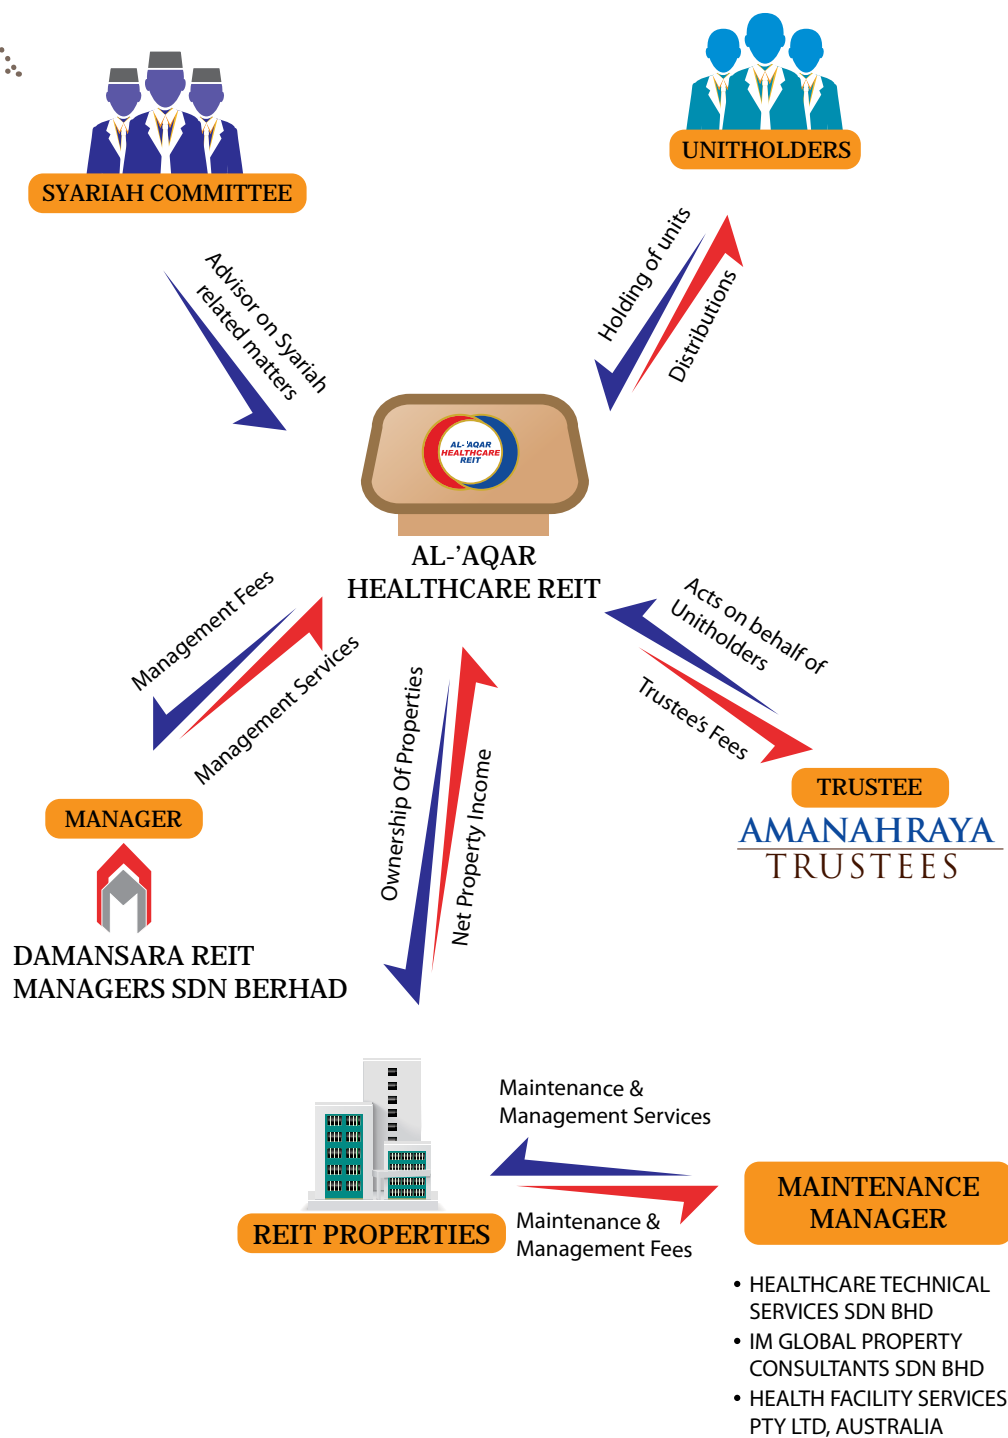 SYARIAH COMMITTEE
UNITHOLDERS
Advisor on Syariah
related matters
Holding of units
Distributions
AL-'AQAR
HEALTHCARE
REIT
AL-’AQAR
HEALTHCARE REIT
Management Fees
Management Services
Ownership Of Properties
Net Property Income
Acts on behalf of
Unitholders
Trustee's Fees
MANAGER
DAMANSARA REIT
MANAGERS SDN BERHAD
TRUSTEE
AMANAHRAYA
TRUSTEES
REIT PROPERTIES
Maintenance &
Management Services
Maintenance &
Management Fees
MAINTENANCE
MANAGER
• HEALTHCARE TECHNICAL
SERVICES SDN BHD
• IM GLOBAL PROPERTY
CONSULTANTS SDN BHD
• HEALTH FACILITY SERVICES
PTY LTD, AUSTRALIA